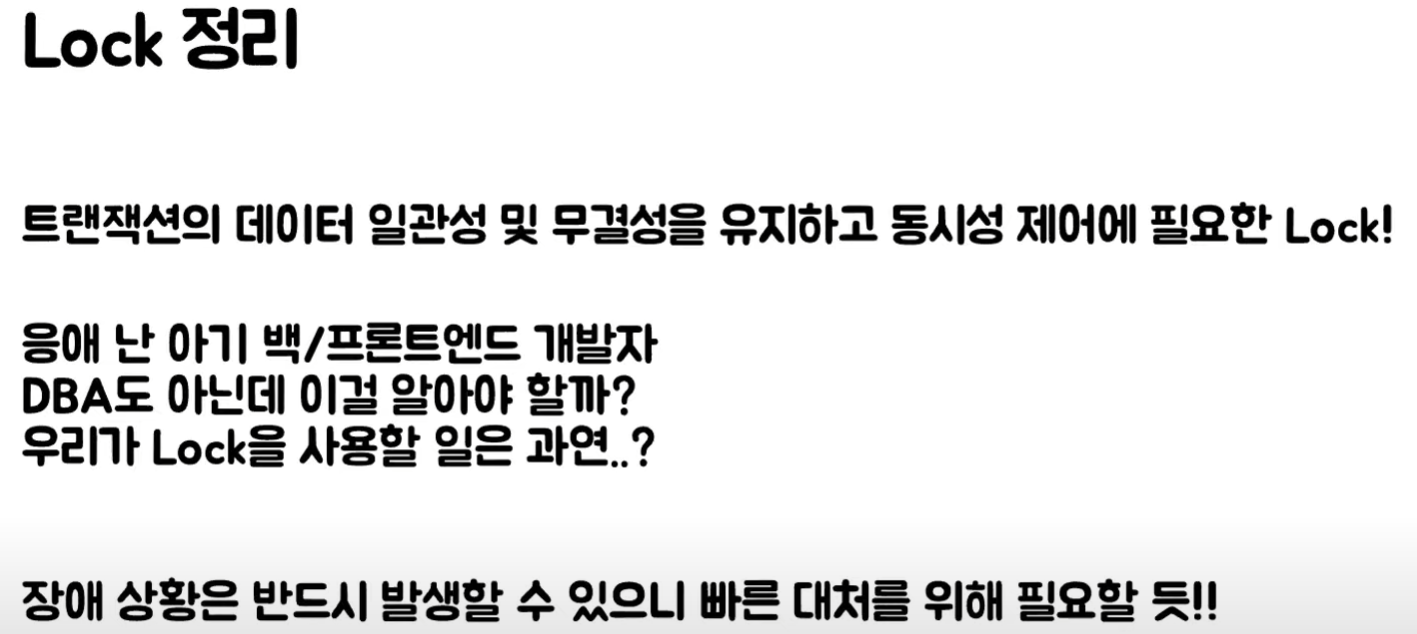 Lock 정리
트랜잭션의 데이터 일관성 및 무결성을 유지하고 동시성 제어에 필요한 Lock!
응애 난 아기 백/프론트엔드 개발자
DBA도 아닌데 이걸 알아야 할까?
우리가 Lock을 사용할 일은 과연..?
장애 상황은 반드시 발생할 수 있으니 빠른 대처를 위해 필요할 듯!!